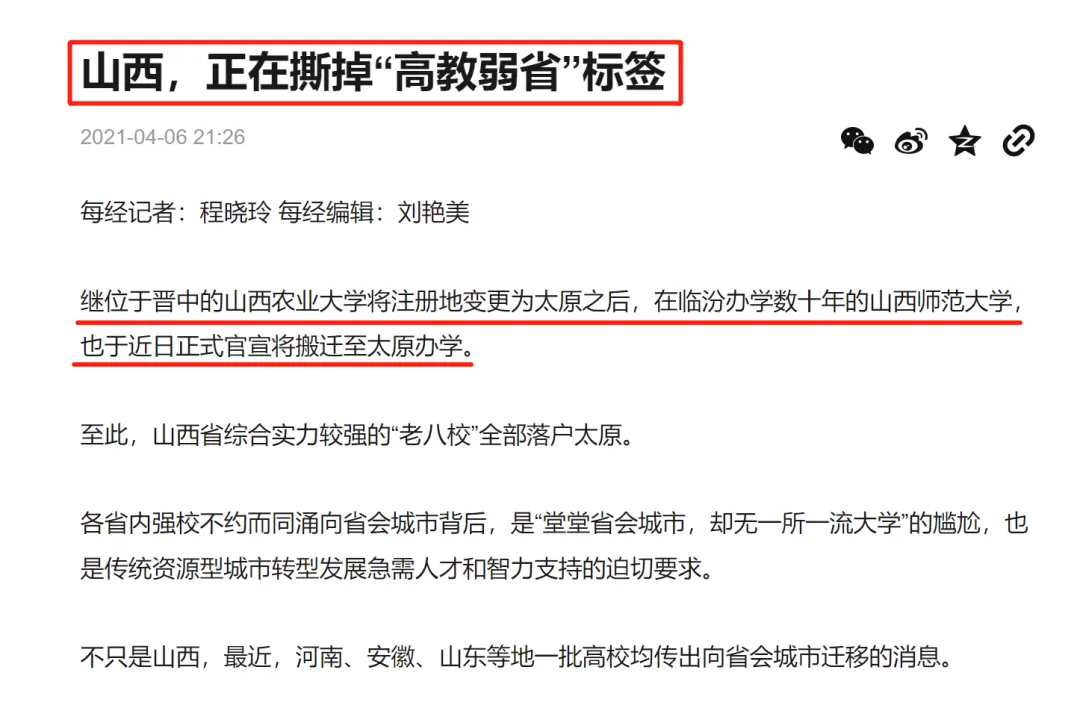 山西，正在撕掉“高教弱省”标签
2021-04-06 21:26
每经记者：程晓玲 每经编辑：刘艳美
继位于晋中的山西农业大学将注册地变更为太原之后，在临汾办学数十年的山西师范大学，
也于近日正式官宣将搬迁至太原办学。
至此，山西省综合实力较强的“老八校”全部落户太原。
各省内强校不约而同涌向省会城市背后，是“堂堂省会城市，却无一所一流大学”的尴尬，也
是传统资源型城市转型发展急需人才和智力支持的迫切要求。
不只是山西，最近，河南、安徽、山东等地一批高校均传出向省会城市迁移的消息。